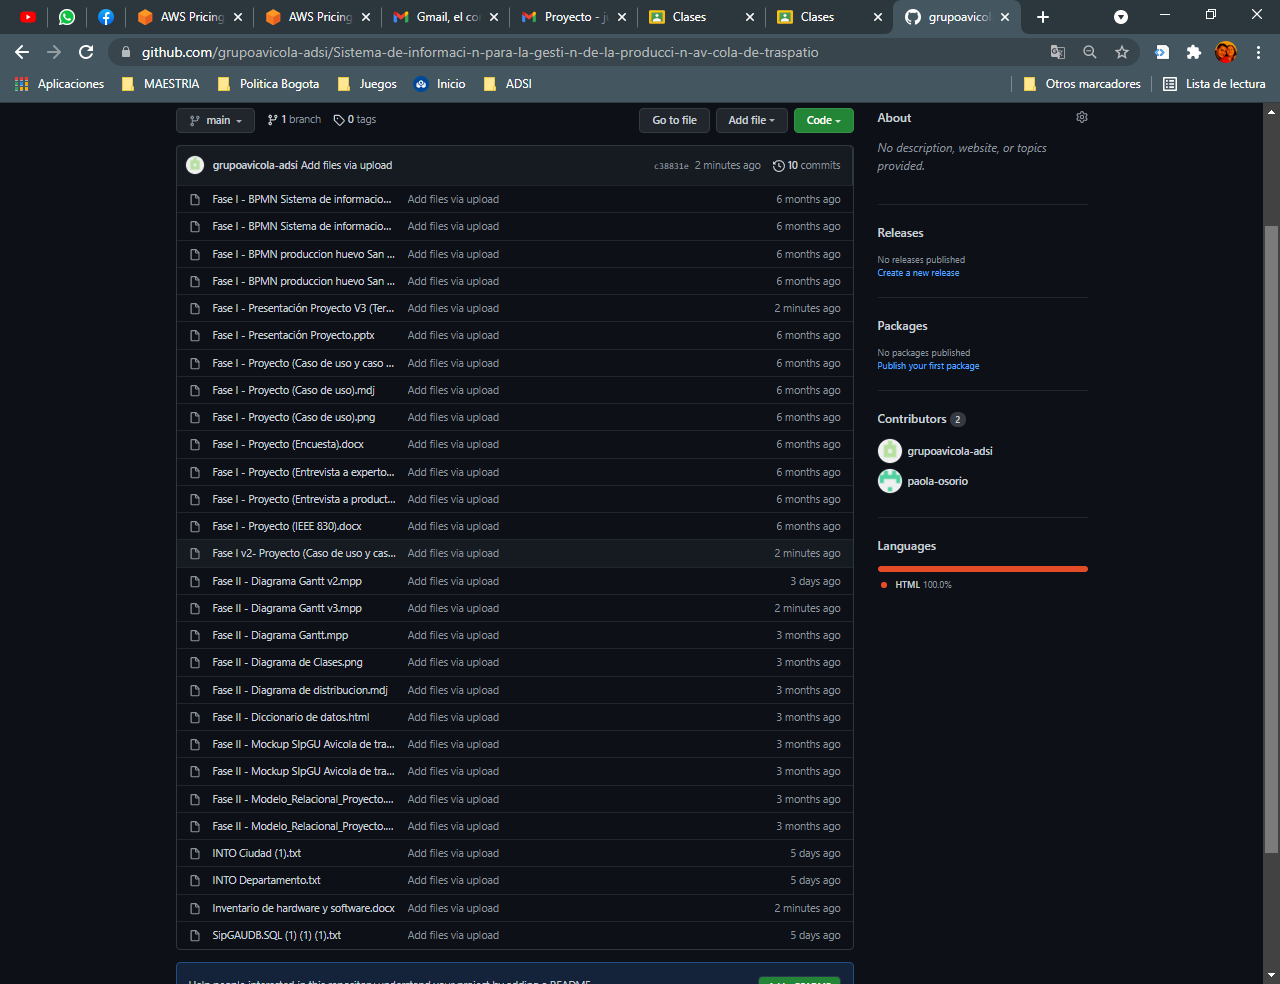 AWS Pricing
AWS Pricing
Gmail, el co
Proyecto - ju
Clases
Clases
grupoavicol
github.com/grupoavicola-adsi/Sistema-de-informaci-n-para-la-gesti-n-de-la-producci-n-av-cola-de-traspatio
Aplicaciones
MAESTRIA
Politica Bogota
Juegos
Inicio
ADSI
Otros marcadores
Lista de lectura
main
1 branch
0 tags
Go to file
Add file
Code
grupoavicola-adsi Add files via upload
c38831e 2 minutes ago
10 commits
Fase I - BPMN Sistema de informacio... Add files via upload 6 months ago
Fase I - BPMN Sistema de informacio... Add files via upload 6 months ago
Fase I - BPMN produccion huevo San ... Add files via upload 6 months ago
Fase I - BPMN produccion huevo San ... Add files via upload 6 months ago
Fase I - Presentación Proyecto V3 (Ter... Add files via upload 2 minutes ago
Fase I - Presentación Proyecto.pptx Add files via upload 6 months ago
Fase I - Proyecto (Caso de uso y caso ... Add files via upload 6 months ago
Fase I - Proyecto (Caso de uso).mdj Add files via upload 6 months ago
Fase I - Proyecto (Caso de uso).png Add files via upload 6 months ago
Fase I - Proyecto (Encuesta).docx Add files via upload 6 months ago
Fase I - Proyecto (Entrevista a experto... Add files via upload 6 months ago
Fase I - Proyecto (Entrevista a product... Add files via upload 6 months ago
Fase I - Proyecto (IEEE 830).docx Add files via upload 6 months ago
Fase I v2- Proyecto (Caso de uso y cas... Add files via upload 2 minutes ago
Fase II - Diagrama Gantt v2.mpp Add files via upload 3 days ago
Fase II - Diagrama Gantt v3.mpp Add files via upload 2 minutes ago
Fase II - Diagrama Gantt.mpp Add files via upload 3 months ago
Fase II - Diagrama de Clases.png Add files via upload 3 months ago
Fase II - Diagrama de distribucion.mdj Add files via upload 3 months ago
Fase II - Diccionario de datos.html Add files via upload 3 months ago
Fase II - Mockup SIpGU Avicola de tra... Add files via upload 3 months ago
Fase II - Mockup SIpGU Avicola de tra... Add files via upload 3 months ago
Fase II - Modelo_Relacional_Proyecto.... Add files via upload 3 months ago
Fase II - Modelo_Relacional_Proyecto.... Add files via upload 3 months ago
INTO Ciudad (1).txt Add files via upload 5 days ago
INTO Departamento.txt Add files via upload 5 days ago
Inventario de hardware y software.docx Add files via upload 2 minutes ago
SipGAUDB.SQL (1) (1) (1).txt Add files via upload 5 days ago
Help people interested in this repository understand your project by adding a README.
About
No description, website, or topics
provided.
Releases
No releases published
Create a new release
Packages
No packages published
Publish your first package
Contributors 2
grupoavicola-adsi
paola-osorio
Languages
HTML 100.0%